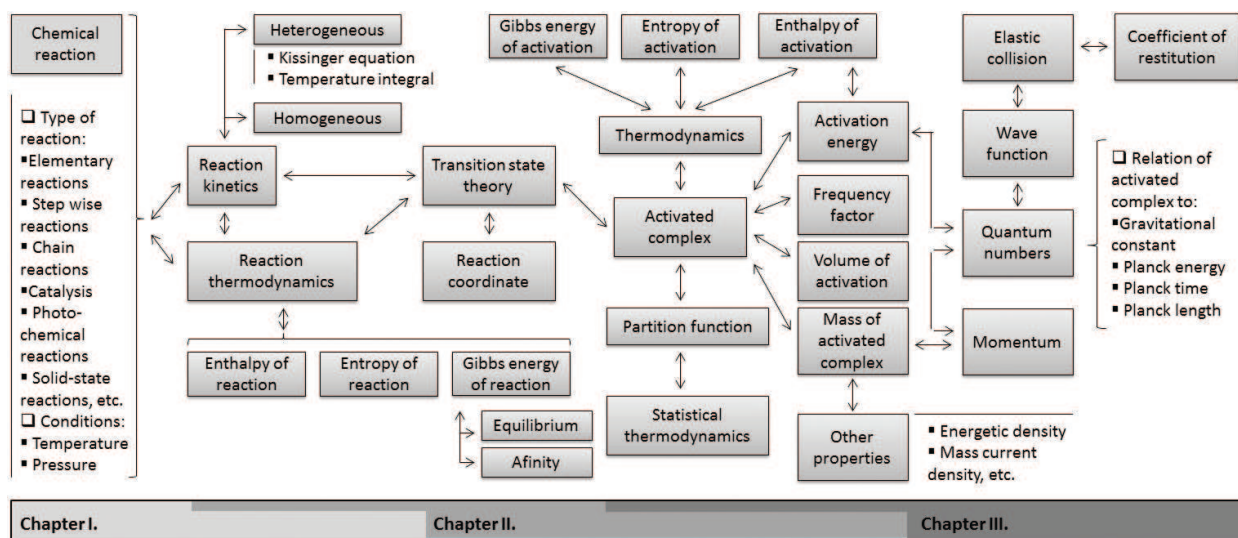 Chemical
reaction
❑ Type of
reaction:
▪Elementary
reactions
▪ Step wise
reactions
▪ Chain
reactions
▪Catalysis
▪ Photo-
chemical
reactions
▪ Solid-state
reactions, etc.
❑ Conditions:
▪ Temperature
▪ Pressure
Heterogeneous
▪ Kissinger equation
▪ Temperature integral
Homogeneous
Reaction
kinetics
Reaction
thermodynamics
Enthalpy of
reaction
Entropy of
reaction
Gibbs energy
of reaction
Equilibrium
Afinity
Transition state
theory
Reaction
coordinate
Gibbs energy
of activation
Entropy of
activation
Enthalpy of
activation
Thermodynamics
Activated
complex
Partition function
Statistical
thermodynamics
Activation
energy
Frequency
factor
Volume of
activation
Mass of
activated
complex
Other
properties
▪ Energetic density
▪ Mass current
density, etc.
Elastic
collision
Coefficient of
restitution
Wave
function
Quantum
numbers
Momentum
❑ Relation of
activated
complex to:
▪Gravitational
constant
▪ Planck energy
▪ Planck time
▪ Planck length
Chapter I.
Chapter II.
Chapter III.